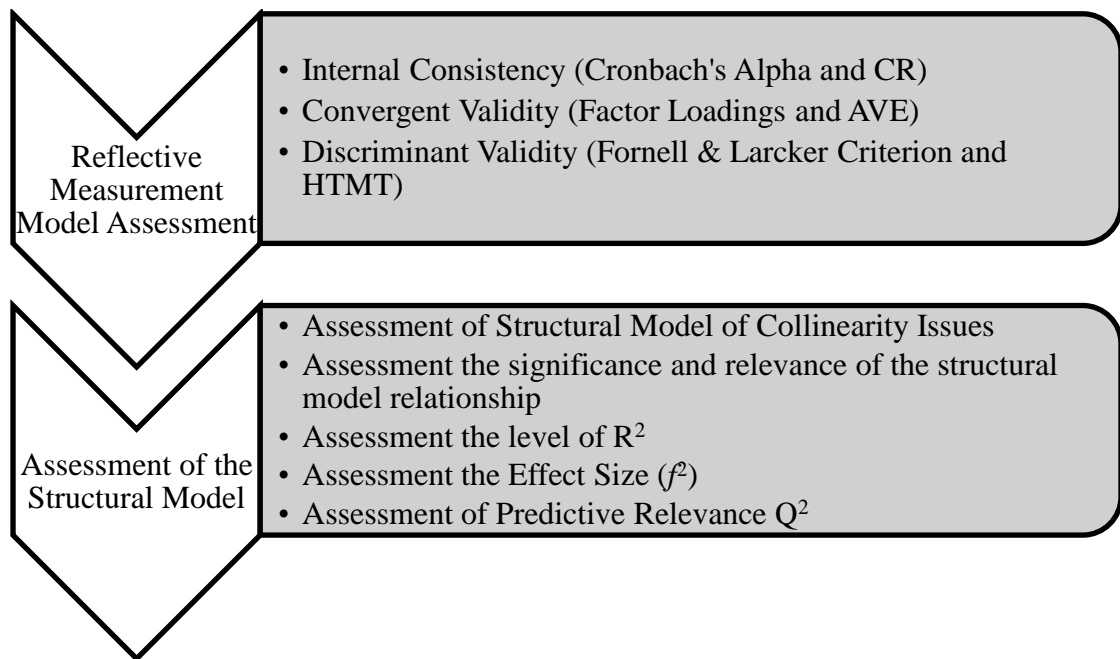 Reflective
Measurement
Model Assessment
• Internal Consistency (Cronbach's Alpha and CR)
• Convergent Validity (Factor Loadings and AVE)
• Discriminant Validity (Fornell & Larcker Criterion and
HTMT)
Assessment of the
Structural Model
• Assessment of Structural Model of Collinearity Issues
• Assessment the significance and relevance of the structural
model relationship
• Assessment the level of R²
• Assessment the Effect Size (f²)
• Assessment of Predictive Relevance Q²